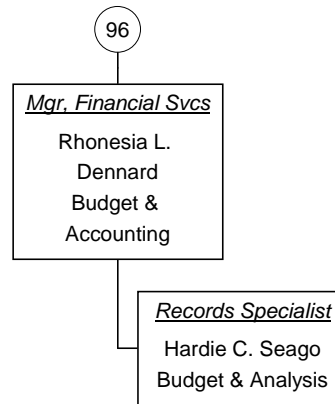 96
Mgr, Financial Svcs
Rhonesia L.
Dennard
Budget &
Accounting
Records Specialist
Hardie C. Seago
Budget & Analysis